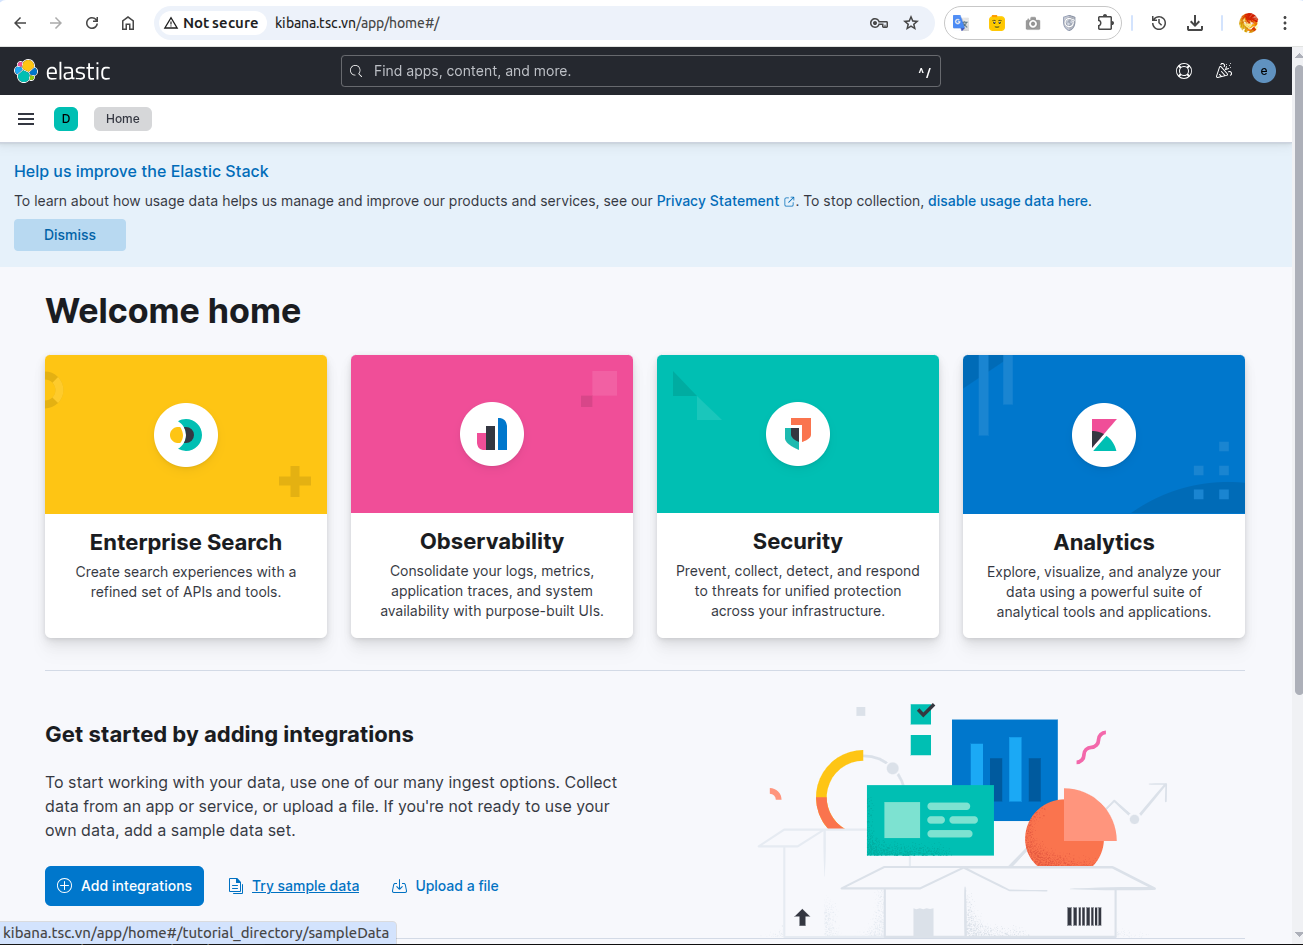 Not secure
kibana.tsc.vn/app/home#/
elastic
Find apps, content, and more.
^/
e
D
Home
Help us improve the Elastic Stack
To learn about how usage data helps us manage and improve our products and services, see our Privacy Statement. To stop collection, disable usage data here.
Dismiss
Welcome home
Enterprise Search
Create search experiences with a
refined set of APIs and tools.
Observability
Consolidate your logs, metrics,
application traces, and system
availability with purpose-built UIs.
Security
Prevent, collect, detect, and respond
to threats for unified protection
across your infrastructure.
Analytics
Explore, visualize, and analyze your
data using a powerful suite of
analytical tools and applications.
Get started by adding integrations
To start working with your data, use one of our many ingest options. Collect
data from an app or service, or upload a file. If you're not ready to use your
own data, add a sample data set.
Add integrations
Try sample data
Upload a file
kibana.tsc.vn/app/home#/tutorial_directory/sampleData